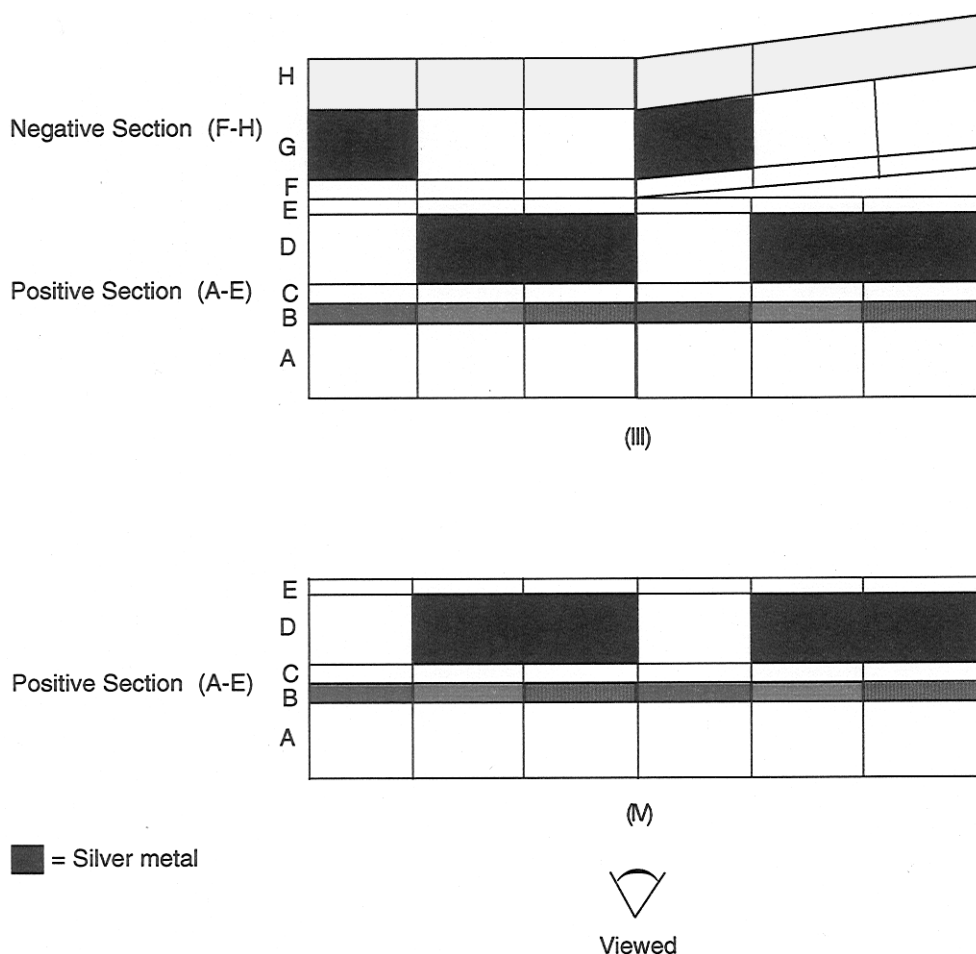 H
Negative Section (F-H)
G
F
E
D
Positive Section (A-E)
C
B
A
(III)
E
D
C
Positive Section (A-E)
B
A
(IV)
= Silver metal
Viewed